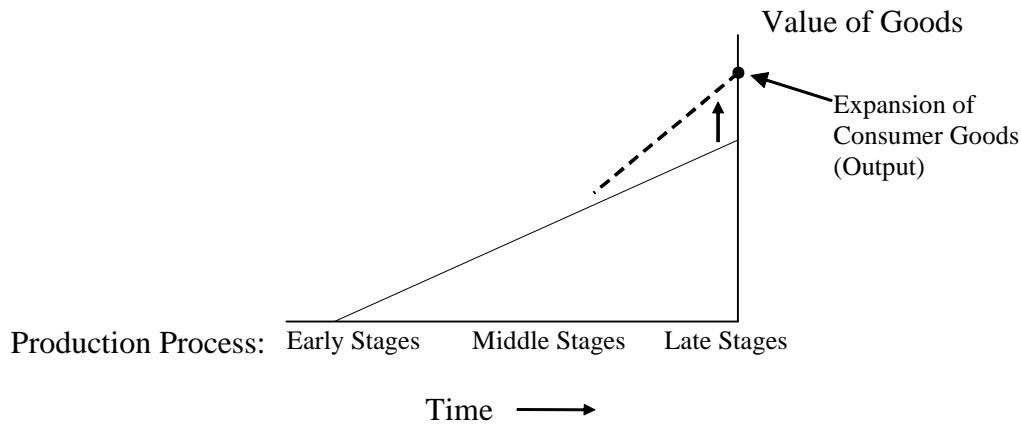 Value of Goods
Expansion of
Consumer Goods
(Output)
Production Process: Early Stages Middle Stages Late Stages
Time